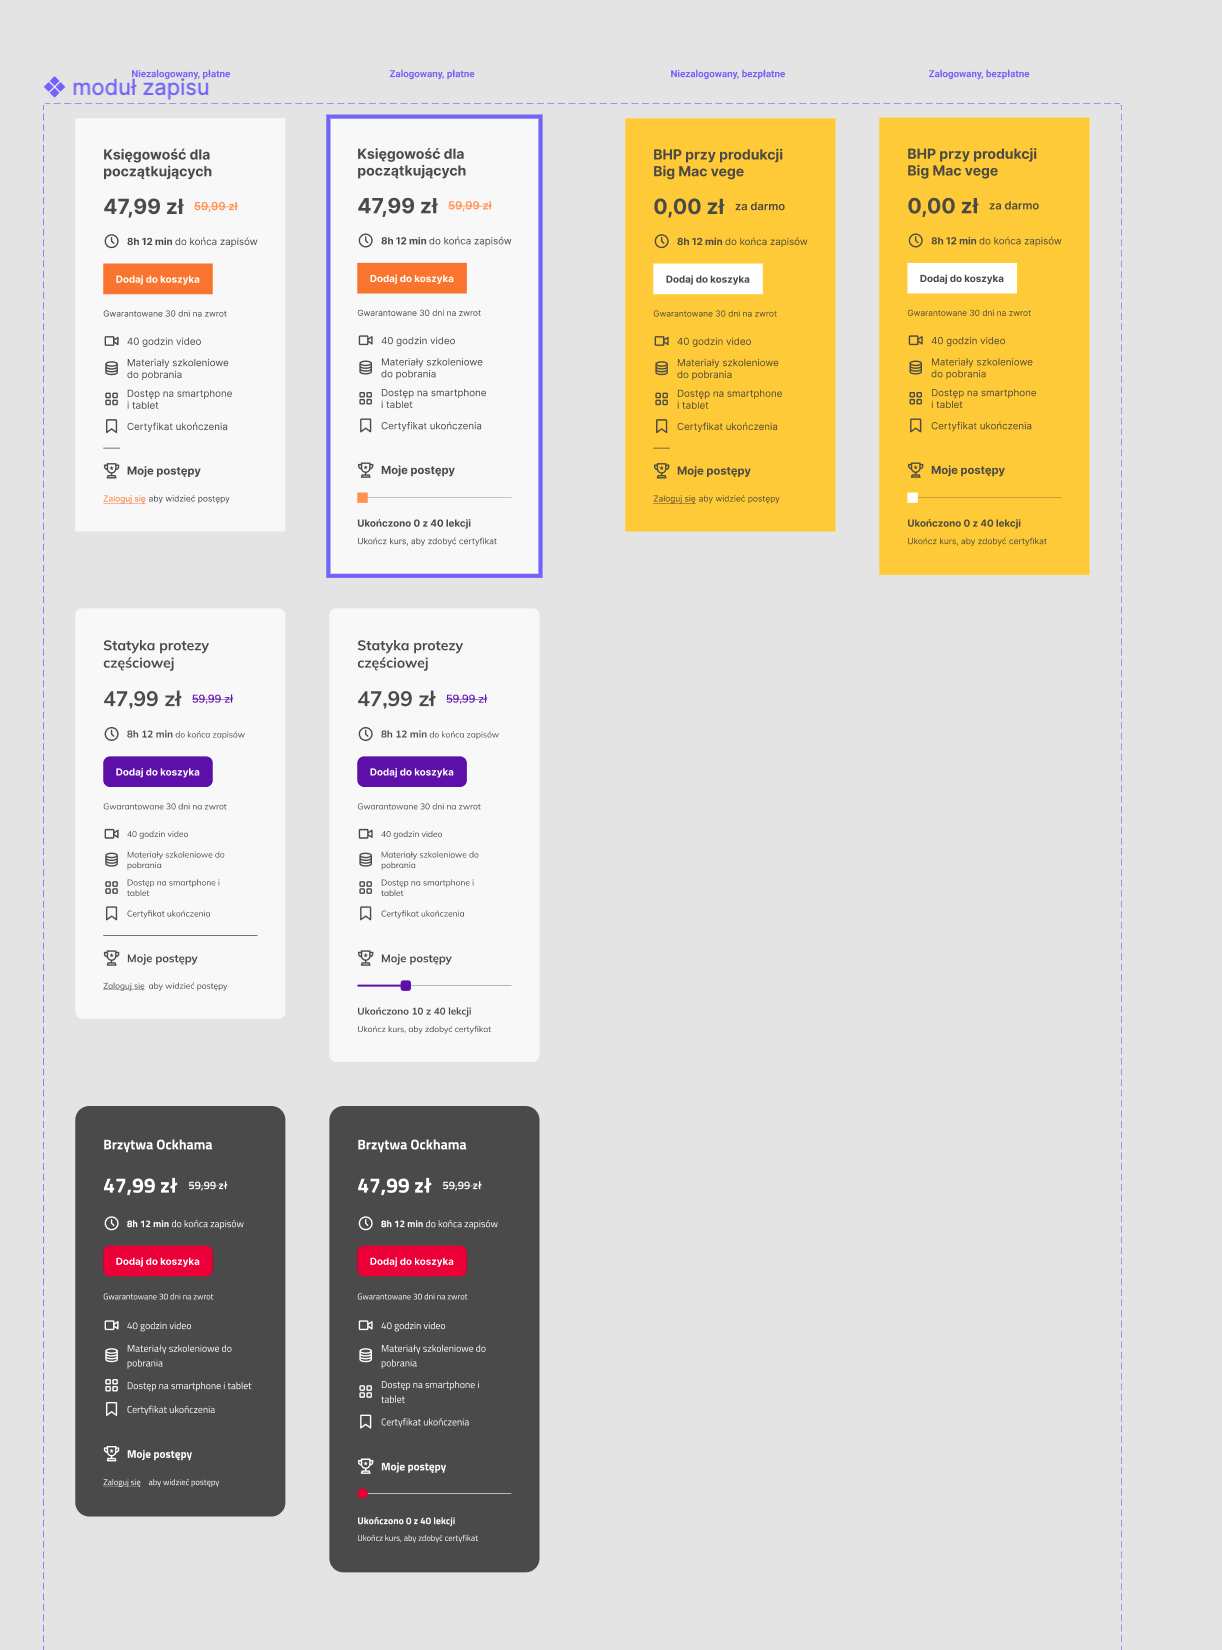 Niezalogowany, płatne
Zalogowany, płatne
Niezalogowany, bezpłatne
Zalogowany, bezpłatne
moduł zapisu
Księgowość dla
początkujących
47,99 zł 59,99 zł
8h 12 min do końca zapisów
Dodaj do koszyka
Gwarantowane 30 dni na zwrot
40 godzin video
Materiały szkoleniowe
do pobrania
Dostęp na smartphone
i tablet
Certyfikat ukończenia
Moje postępy
Zaloguj się aby widzieć postępy
Księgowość dla
początkujących
47,99 zł 59,99 zł
8h 12 min do końca zapisów
Dodaj do koszyka
Gwarantowane 30 dni na zwrot
40 godzin video
Materiały szkoleniowe
do pobrania
Dostęp na smartphone
i tablet
Certyfikat ukończenia
Moje postępy
Ukończono 0 z 40 lekcji
Ukończ kurs, aby zdobyć certyfikat
BHP przy produkcji
Big Mac vege
0,00 zł za darmo
8h 12 min do końca zapisów
Dodaj do koszyka
Gwarantowane 30 dni na zwrot
40 godzin video
Materiały szkoleniowe
do pobrania
Dostęp na smartphone
i tablet
Certyfikat ukończenia
Moje postępy
Zaloguj się aby widzieć postępy
BHP przy produkcji
Big Mac vege
0,00 zł za darmo
8h 12 min do końca zapisów
Dodaj do koszyka
Gwarantowane 30 dni na zwrot
40 godzin video
Materiały szkoleniowe
do pobrania
Dostęp na smartphone
i tablet
Certyfikat ukończenia
Moje postępy
Ukończono 0 z 40 lekcji
Ukończ kurs, aby zdobyć certyfikat
Statyka protezy
częściowej
47,99 zł 59,99 zł
8h 12 min do końca zapisów
Dodaj do koszyka
Gwarantowane 30 dni na zwrot
40 godzin video
Materiały szkoleniowe do
pobrania
Dostęp na smartphone i
tablet
Certyfikat ukończenia
Moje postępy
Zaloguj się aby widzieć postępy
Statyka protezy
częściowej
47,99 zł 59,99 zł
8h 12 min do końca zapisów
Dodaj do koszyka
Gwarantowane 30 dni na zwrot
40 godzin video
Materiały szkoleniowe do
pobrania
Dostęp na smartphone i
tablet
Certyfikat ukończenia
Moje postępy
Ukończono 10 z 40 lekcji
Ukończ kurs, aby zdobyć certyfikat
Brzytwa Ockhama
47,99 zł 59,99 zł
8h 12 min do końca zapisów
Dodaj do koszyka
Gwarantowane 30 dni na zwrot
40 godzin video
Materiały szkoleniowe do
pobrania
Dostęp na smartphone i tablet
Certyfikat ukończenia
Moje postępy
Zaloguj się aby widzieć postępy
Brzytwa Ockhama
47,99 zł 59,99 zł
8h 12 min do końca zapisów
Dodaj do koszyka
Gwarantowane 30 dni na zwrot
40 godzin video
Materiały szkoleniowe do
pobrania
Dostęp na smartphone i
tablet
Certyfikat ukończenia
Moje postępy
Ukończono 0 z 40 lekcji
Ukończ kurs, aby zdobyć certyfikat